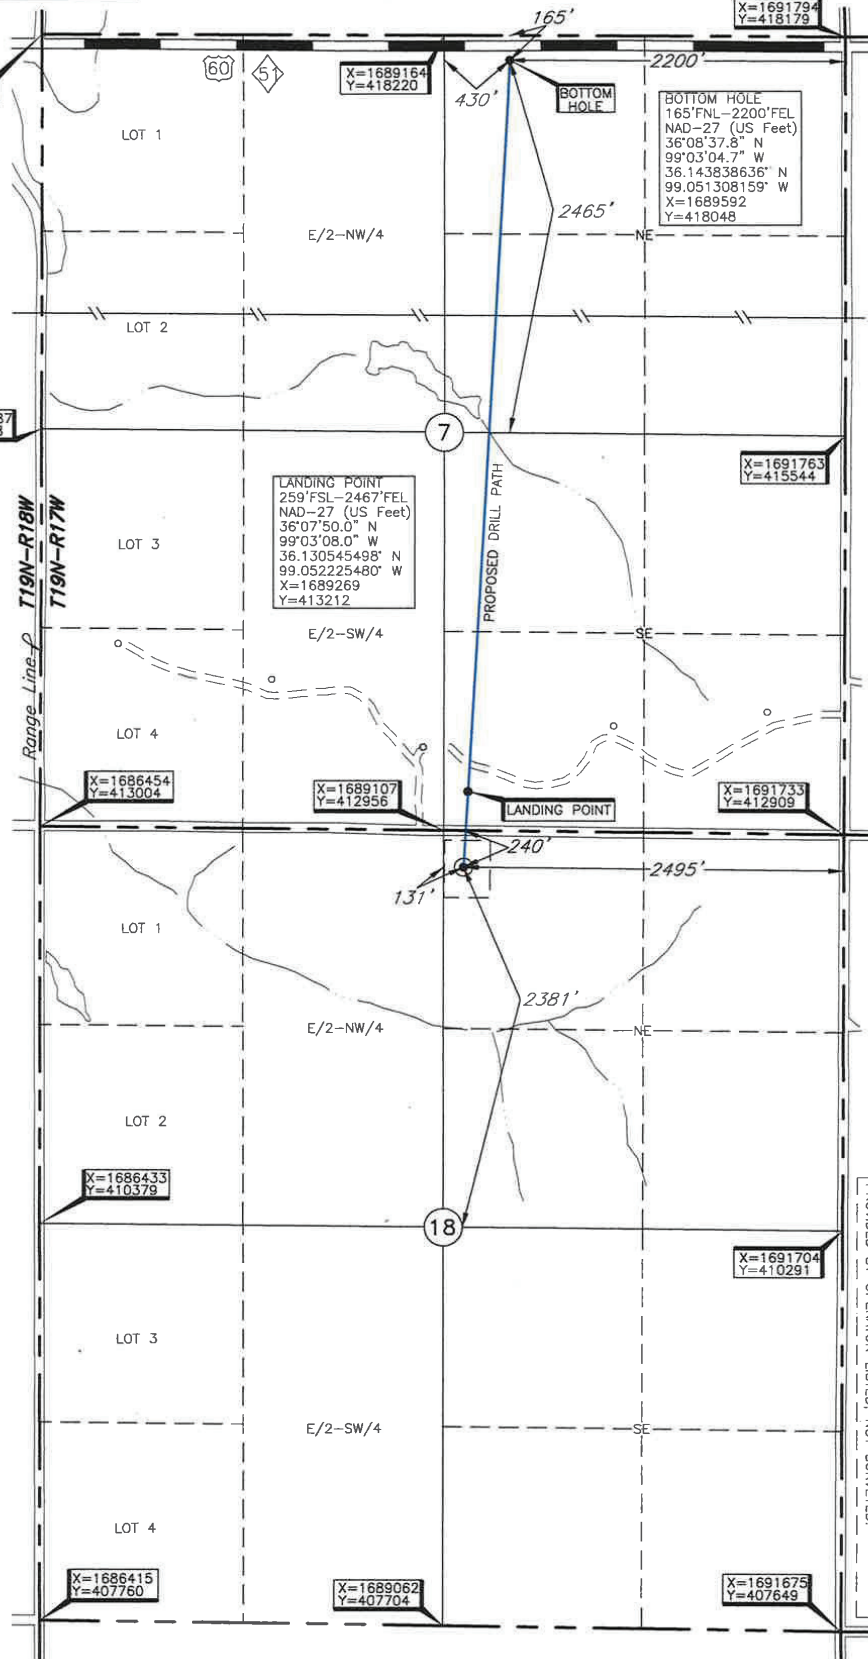 X=1691794
Y=418179
165'
60
51
X=1689164
Y=418220
2200'
430'
BOTTOM
HOLE
BOTTOM HOLE
165'FNL-2200'FEL
NAD-27 (US Feet)
36°08'37.8" N
99°03'04.7" W
36.143838636° N
99.051308159° W
X=1689592
Y=418048
LOT 1
2465'
E/2-NW/4
NE
LOT 2
7
X=1691763
Y=415544
LANDING POINT
259'FSL-2467'FEL
NAD-27 (US Feet)
36°07'50.0" N
99°03'08.0" W
36.130545498° N
99.052225480° W
X=1689269
Y=413212
PROPOSED DRILL PATH
T19N-R18W
T19N-R17W
LOT 3
E/2-SW/4
SE
Range Line
LOT 4
X=1686454
Y=413004
X=1689107
Y=412956
X=1691733
Y=412909
LANDING POINT
240'
2495'
131'
LOT 1
2381'
E/2-NW/4
NE
LOT 2
X=1686433
Y=410379
18
X=1691704
Y=410291
LOT 3
E/2-SW/4
SE
LOT 4
X=1686415
Y=407760
X=1689062
Y=407704
X=1691675
Y=407649